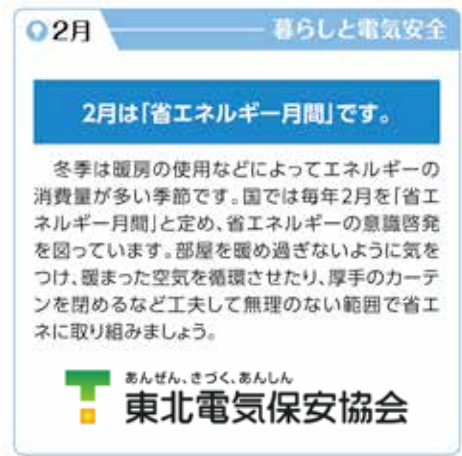 2月
暮らしと電気安全
2月は「省エネルギー月間」です。
冬季は暖房の使用などによってエネルギーの
消費量が多い季節です。国では毎年2月を「省エ
ネルギー月間」と定め、省エネルギーの意識啓発
を図っています。部屋を暖め過ぎないように気を
つけ、暖まった空気を循環させたり、厚手のカーテ
ンを閉めるなど工夫して無理のない範囲で省エ
ネに取り組みましょう。
あんぜん、きづく、あんしん
東北電気保安協会